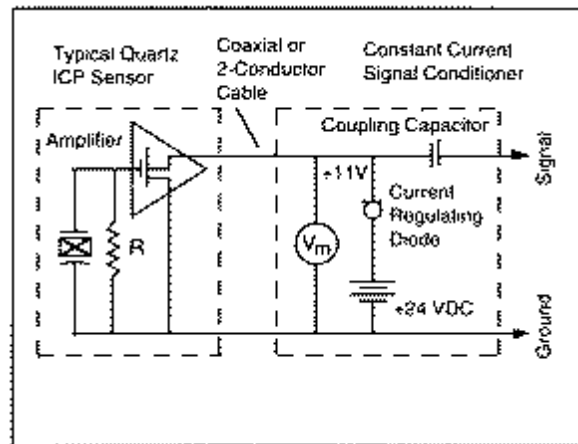 Typical Quartz
ICP Sensor
Coaxial or
2-Conductor
Cable
Constant Current
Signal Conditioner
Amplifier
Coupling Capacitor
+11V
Current
Regulating
Diode
R
Vm
+24 VDC
Signal
Ground